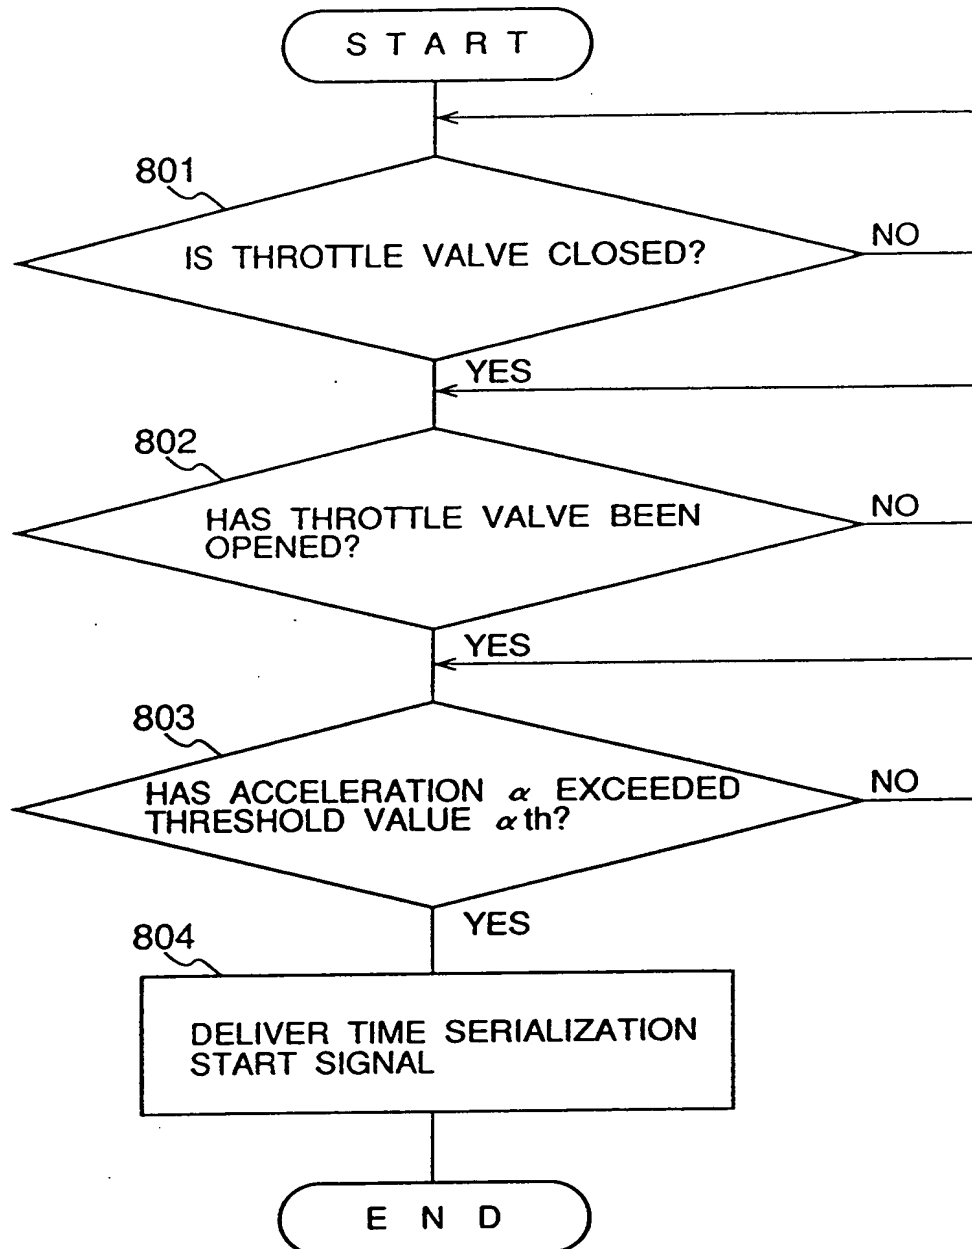 START
801
IS THROTTLE VALVE CLOSED?
NO
YES
802
HAS THROTTLE VALVE BEEN
OPENED?
NO
YES
803
HAS ACCELERATION α EXCEEDED
THRESHOLD VALUE αth?
NO
YES
804
DELIVER TIME SERIALIZATION
START SIGNAL
END